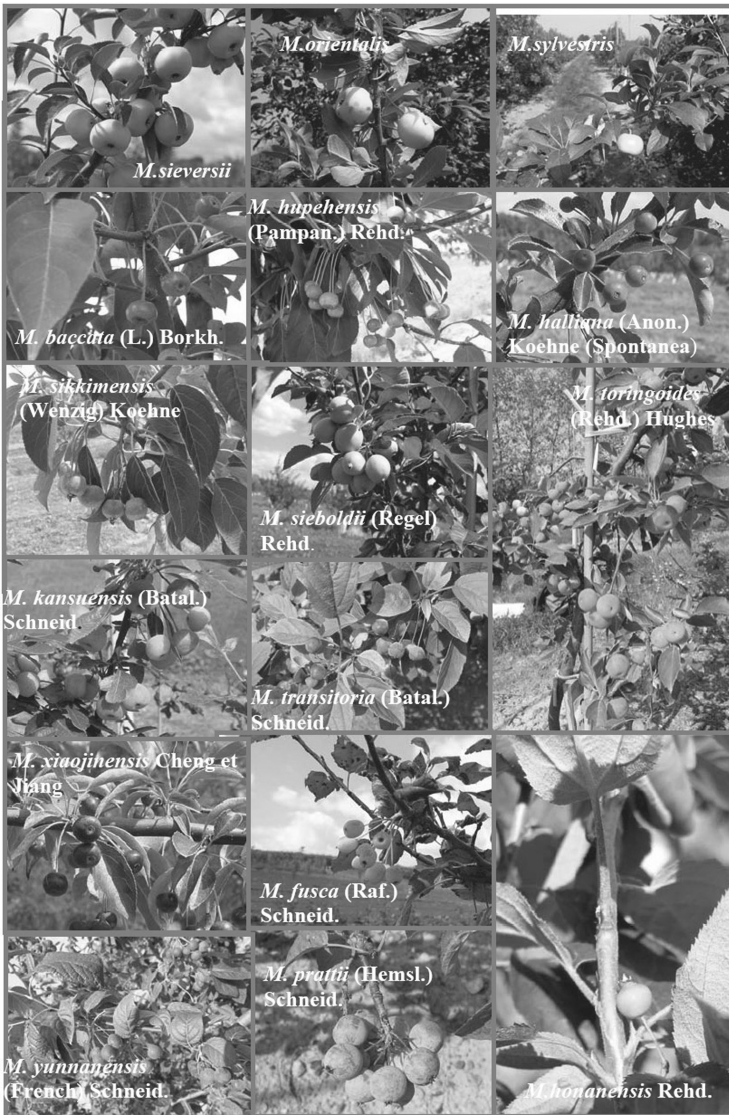 M.sieversii
M.orientalis
M.sylvestris
M. baccata (L.) Borkh.
M. hupehensis
(Pampan.) Rehd.
M. halliana (Anon.)
Koehne (Spontanea)
M. sikkimensis
(Wenzig) Koehne
M. sieboldii (Regel)
Rehd.
M. toringoides
(Rehd.) Hughes
M. kansuensis (Batal.)
Schneid.
M. transitoria (Batal.)
Schneid.
M. xiaojinensis Cheng et
Jiang
M. fusca (Raf.)
Schneid.
M. yunnanensis
(French) Schneid.
M. prattii (Hemsl.)
Schneid.
M.honanensis Rehd.